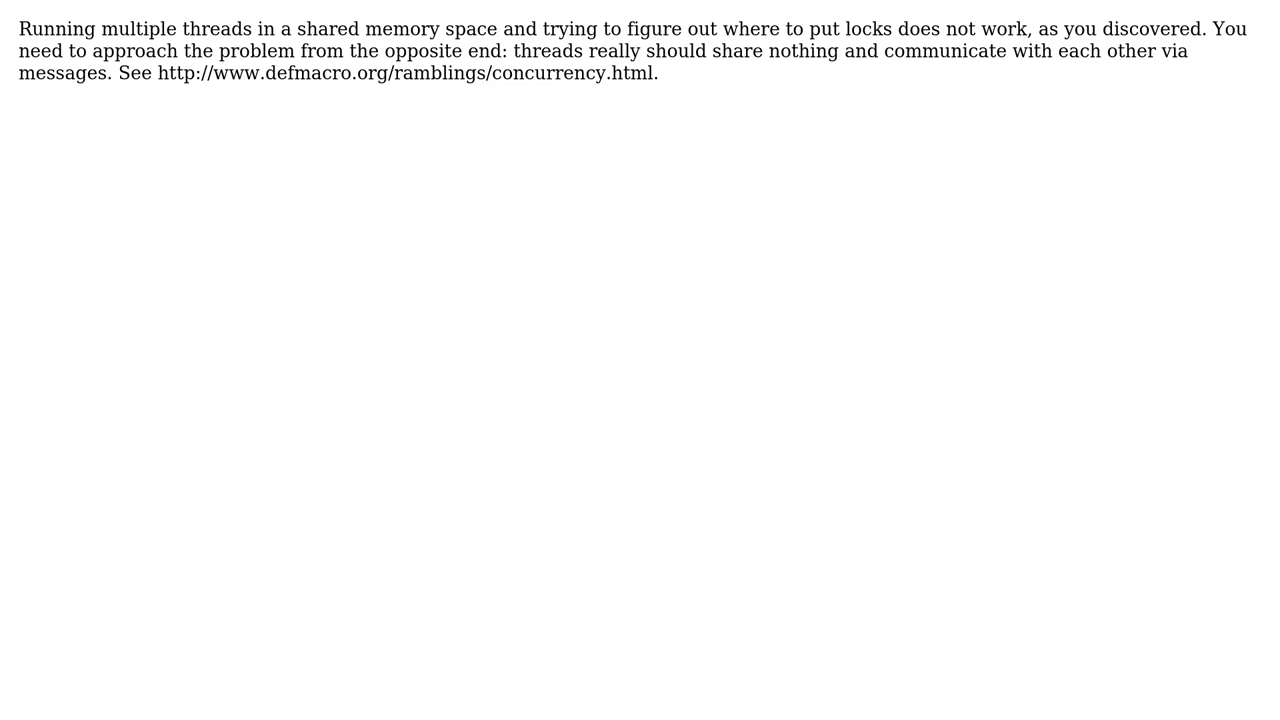 Running multiple threads in a shared memory space and trying to figure out where to put locks does not work, as you discovered. You
need to approach the problem from the opposite end: threads really should share nothing and communicate with each other via
messages. See http://www.defmacro.org/ramblings/concurrency.html.